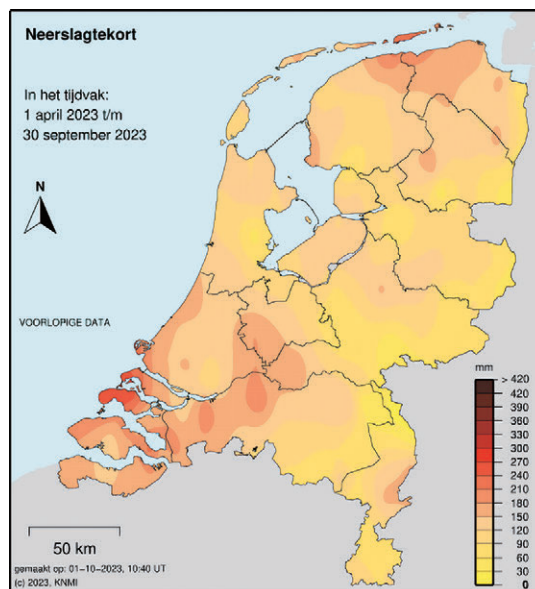 Neerslagtekort
In het tijdvak:
1 april 2023 t/m
30 september 2023
N
VOORLOPIGE DATA
mm
> 420
420
390
360
330
300
270
240
210
180
150
120
90
60
30
0
50 km
gemaakt op: 01-10-2023, 10:40 UT
(c) 2023, KNMI